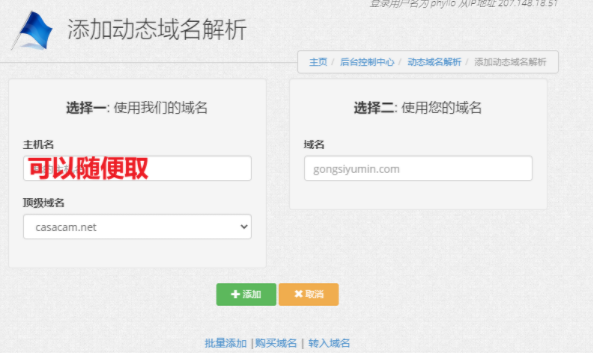 登录用户名为 phyllo 从IP地址 207.148.18.51
添加动态域名解析
主页 / 后台控制中心 / 动态域名解析 / 添加动态域名解析
选择一: 使用我们的域名
主机名
可以随便取
顶级域名
casacam.net
选择二: 使用您的域名
域名
gongsiyumin.com
添加
取消
批量添加 | 购买域名 | 转入域名